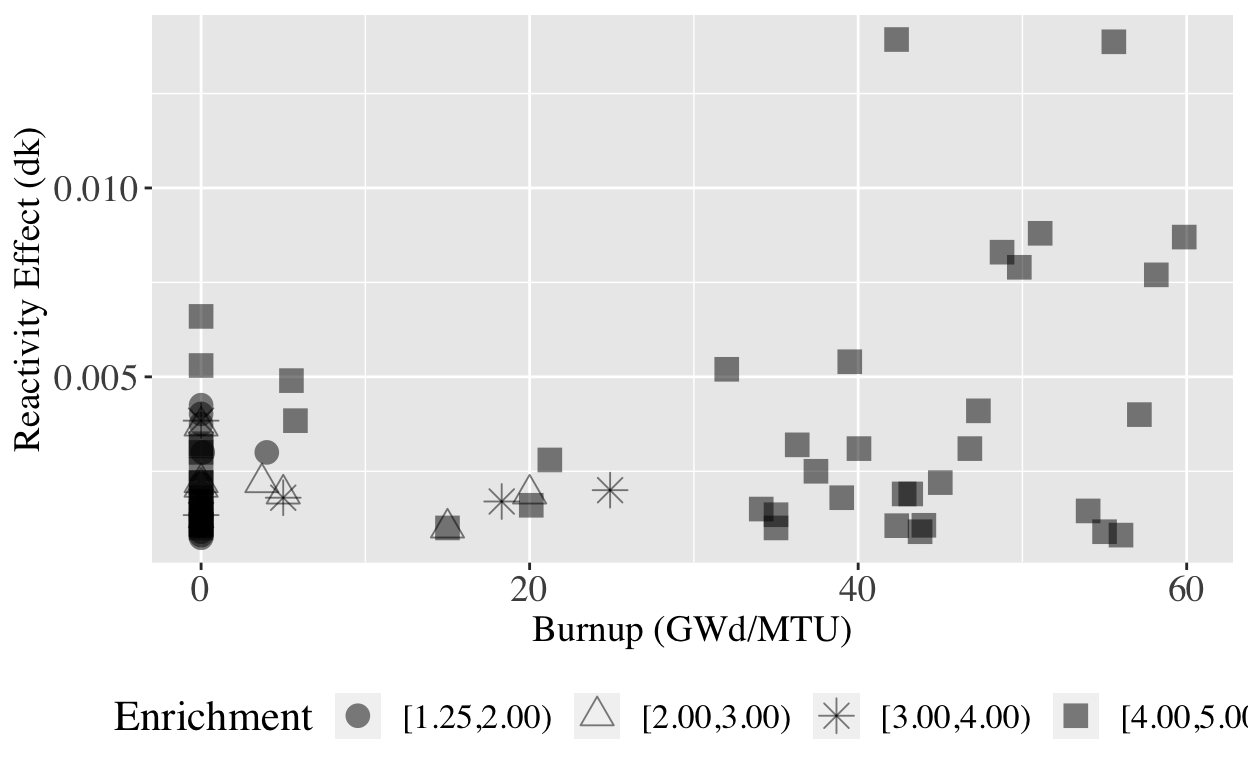 Reactivity Effect (dk)
0.010
0.005
0 20 40 60
Burnup (GWd/MTU)
Enrichment [1.25,2.00) [2.00,3.00) [3.00,4.00) [4.00,5.00